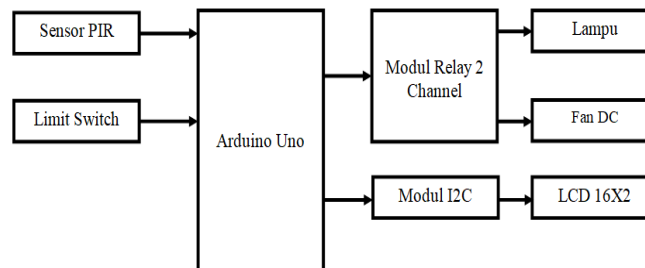 Sensor PIR
Limit Switch
Arduino Uno
Modul Relay 2
Channel
Modul I2C
Lampu
Fan DC
LCD 16X2